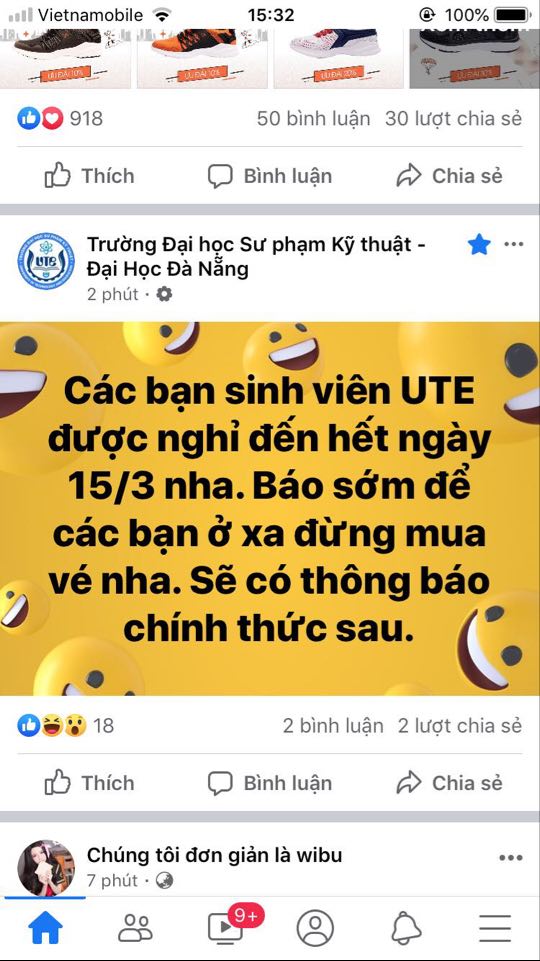 Vietnamobile 15:32 100%
ƯU ĐÃI 20% ƯU ĐÃI 20% ƯU ĐÃI 20% ƯU ĐÃI 20%
918 50 bình luận 30 lượt chia sẻ
Thích Bình luận Chia sẻ
Trường Đại học Sư phạm Kỹ thuật -
Đại Học Đà Nẵng
2 phút ·
UTE
Các bạn sinh viên UTE
được nghỉ đến hết ngày
15/3 nha. Báo sớm để
các bạn ở xa đừng mua
vé nha. Sẽ có thông báo
chính thức sau.
18 2 bình luận 2 lượt chia sẻ
Thích Bình luận Chia sẻ
Chúng tôi đơn giản là wibu
7 phút ·
9+